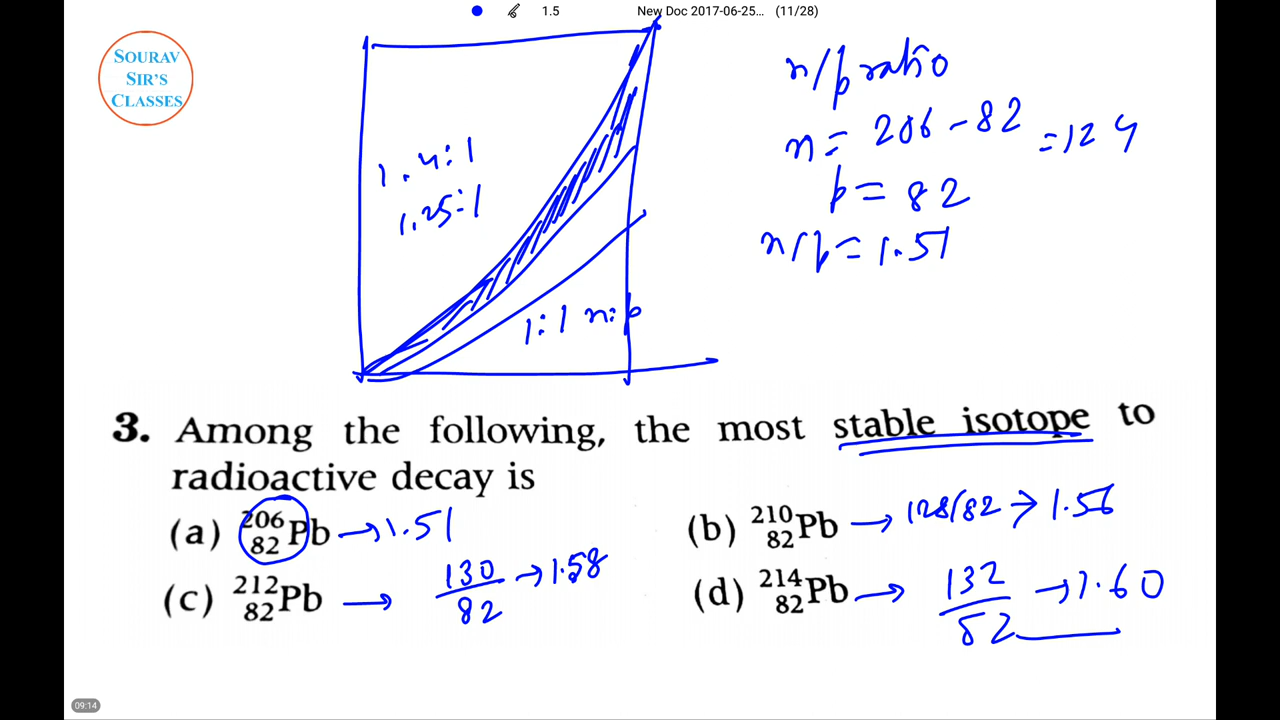 1.5
New Doc 2017-06-25... (11/28)
SOURAV
SIR'S
CLASSES
1.4:1
1.25:1
1:1 n:p
n/p ratio
n = 206 - 82 = 124
p = 82
n/p = 1.51
3. Among the following, the most stable isotope to
radioactive decay is
(a) ²⁰⁶₈₂Pb → 1.51
(b) ²¹⁰₈₂Pb → 128/82 → 1.56
(c) ²¹²₈₂Pb → 130/82 → 1.58
(d) ²¹⁴₈₂Pb → 132/82 → 1.60
09:14